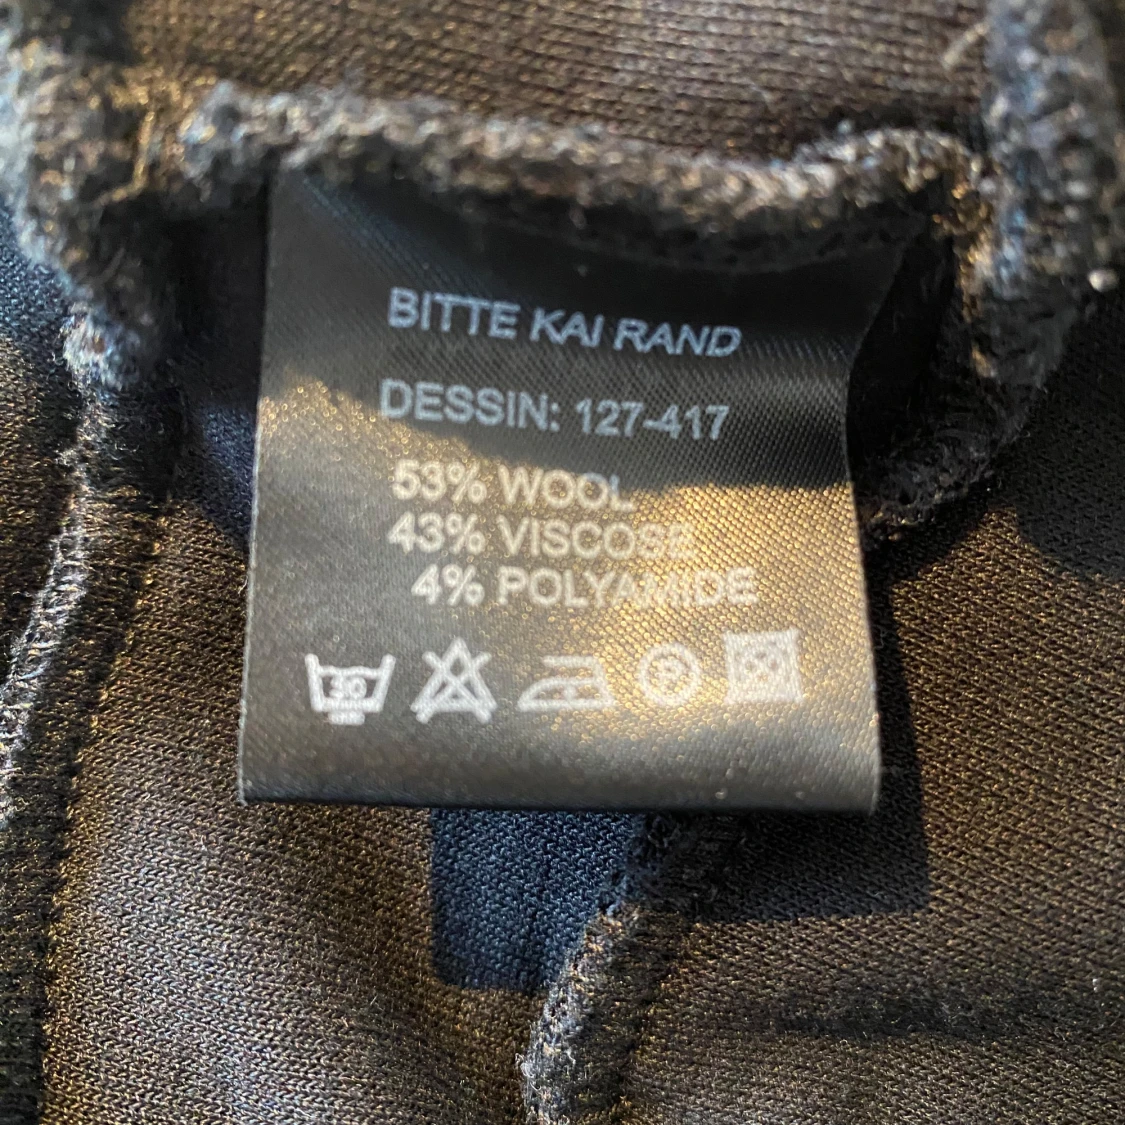 BITTE KAI RAND
DESSIN: 127-417
53% WOOL
43% VISCOSE
4% POLYAMIDE
30 P